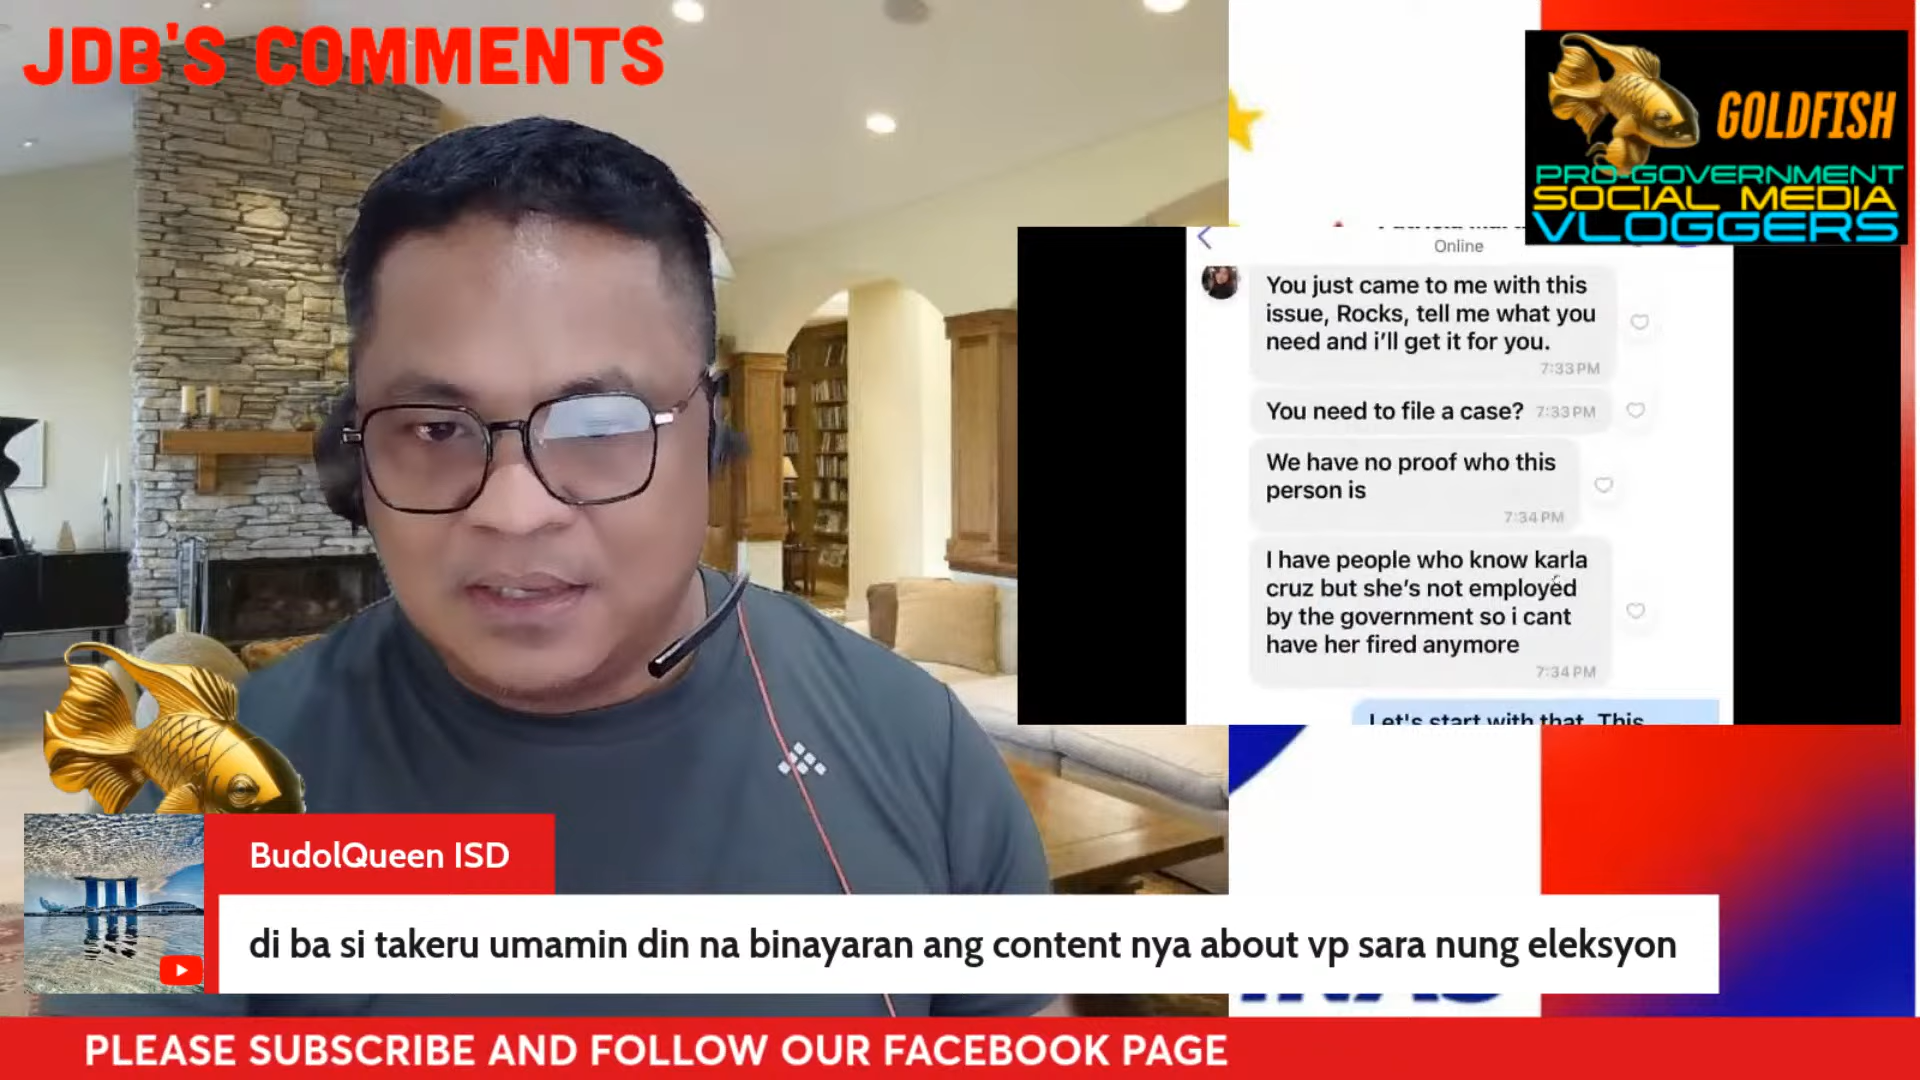 JDB'S COMMENTS
GOLDFISH
PRO-GOVERNMENT
SOCIAL MEDIA
VLOGGERS
Online
You just came to me with this
issue, Rocks, tell me what you
need and i'll get it for you.
7:33 PM
You need to file a case? 7:33 PM
We have no proof who this
person is
7:34 PM
I have people who know karla
cruz but she's not employed
by the government so i cant
have her fired anymore
7:34 PM
Let's start with that. This
BudolQueen ISD
di ba si takeru umamin din na binayaran ang content nya about vp sara nung eleksyon
PLEASE SUBSCRIBE AND FOLLOW OUR FACEBOOK PAGE